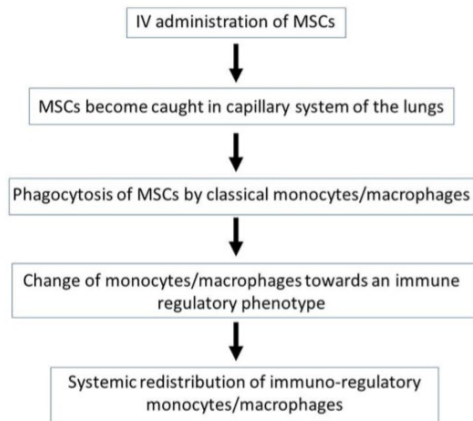 IV administration of MSCs
MSCs become caught in capillary system of the lungs
Phagocytosis of MSCs by classical monocytes/macrophages
Change of monocytes/macrophages towards an immune
regulatory phenotype
Systemic redistribution of immuno-regulatory
monocytes/macrophages